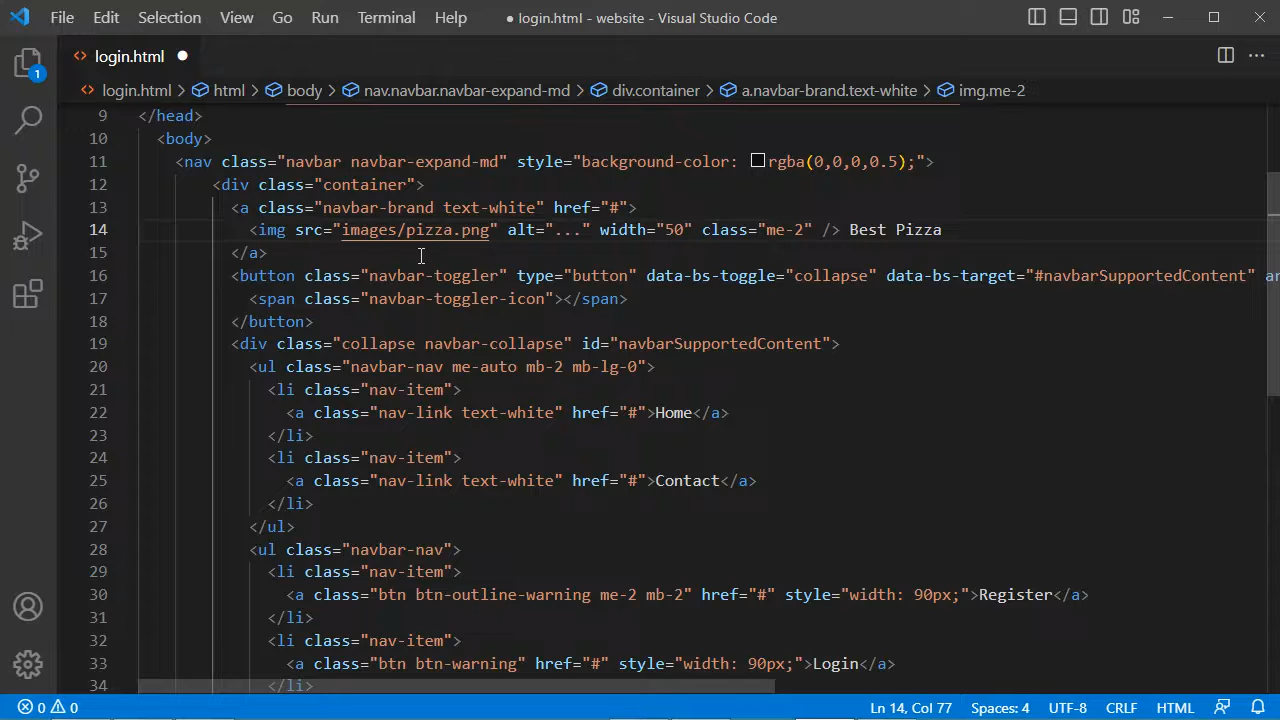 File Edit Selection View Go Run Terminal Help ● login.html - website - Visual Studio Code
login.html ●
login.html > html > body > nav.navbar.navbar-expand-md > div.container > a.navbar-brand.text-white > img.me-2
1
9 </head>
10 <body>
11 <nav class="navbar navbar-expand-md" style="background-color: rgba(0,0,0,0.5);">
12 <div class="container">
13 <a class="navbar-brand text-white" href="#">
14 <img src="images/pizza.png" alt="..." width="50" class="me-2" /> Best Pizza
15 </a>
16 <button class="navbar-toggler" type="button" data-bs-toggle="collapse" data-bs-target="#navbarSupportedContent" ar
17 <span class="navbar-toggler-icon"></span>
18 </button>
19 <div class="collapse navbar-collapse" id="navbarSupportedContent">
20 <ul class="navbar-nav me-auto mb-2 mb-lg-0">
21 <li class="nav-item">
22 <a class="nav-link text-white" href="#">Home</a>
23 </li>
24 <li class="nav-item">
25 <a class="nav-link text-white" href="#">Contact</a>
26 </li>
27 </ul>
28 <ul class="navbar-nav">
29 <li class="nav-item">
30 <a class="btn btn-outline-warning me-2 mb-2" href="#" style="width: 90px;">Register</a>
31 </li>
32 <li class="nav-item">
33 <a class="btn btn-warning" href="#" style="width: 90px;">Login</a>
34 </li>
0 0 Ln 14, Col 77 Spaces: 4 UTF-8 CRLF HTML